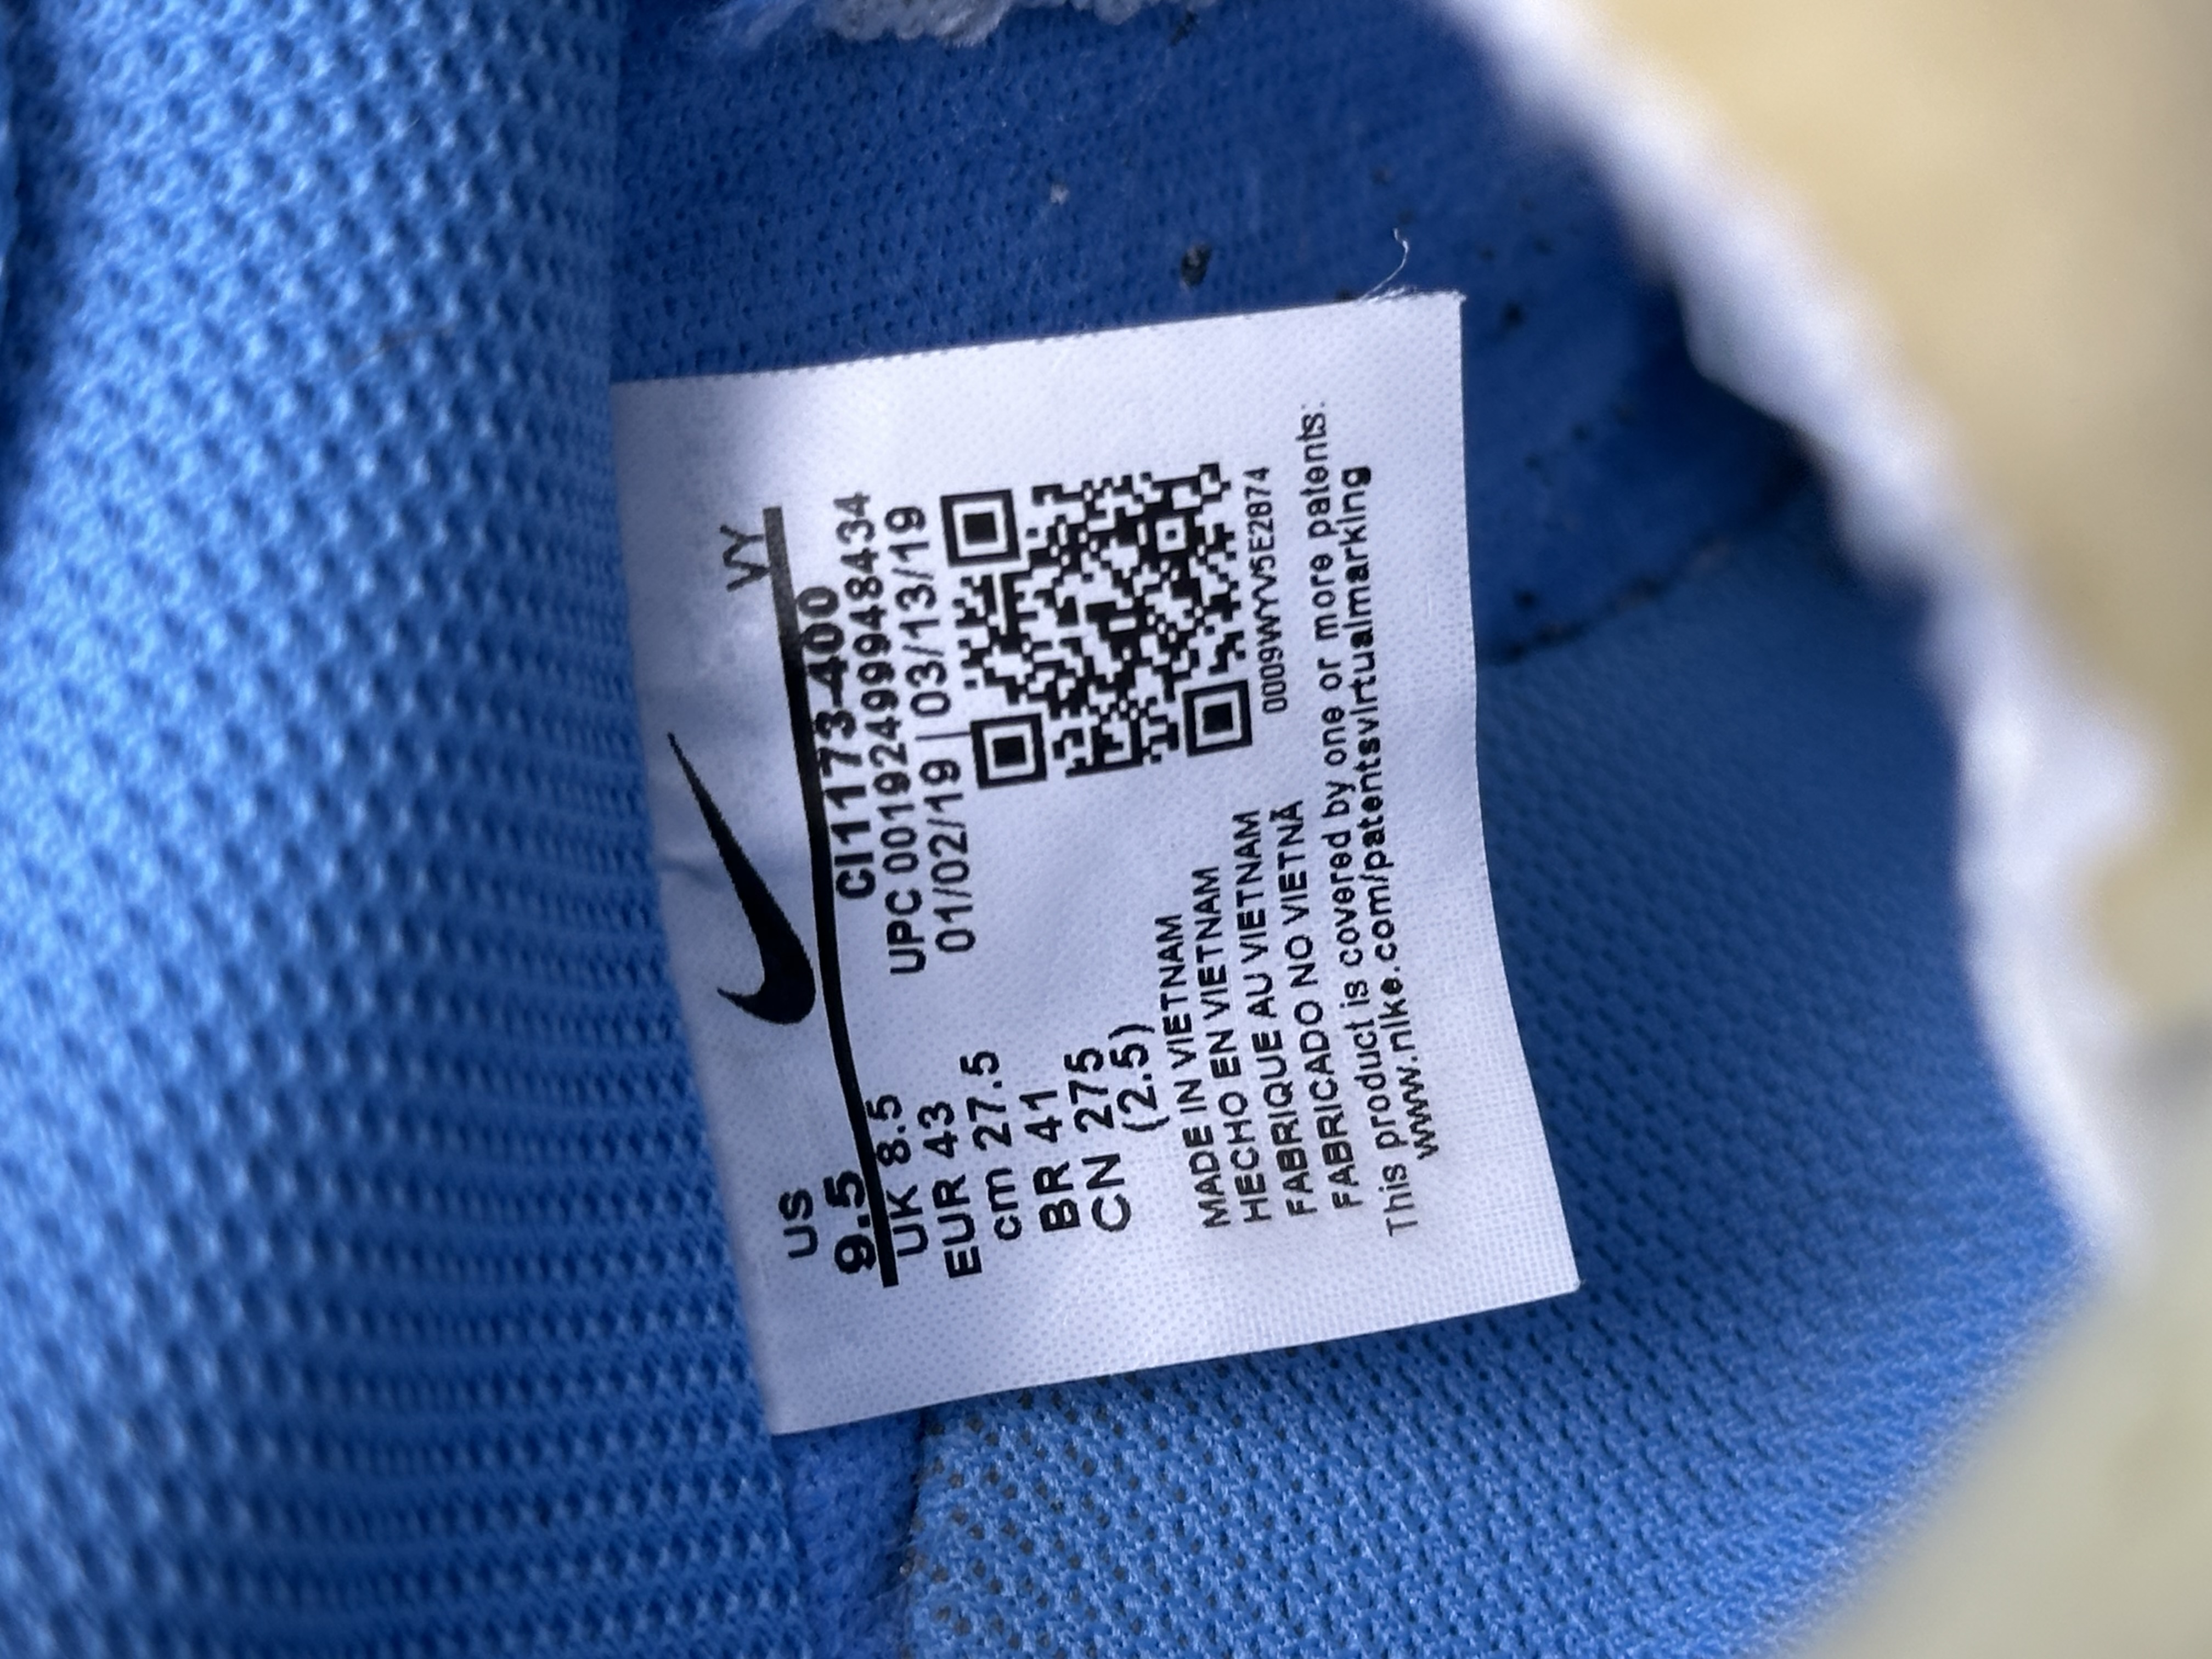 US
VY
9.5
UK 8.5
EUR 43
cm 27.5
BR 41
CN 275
(2.5)
CI1173-400
UPC 00192499948434
01/02/19 | 03/13/19
0009WYV5E2874
MADE IN VIETNAM
HECHO EN VIETNAM
FABRIQUE AU VIETNAM
FABRICADO NO VIETNÃ
This product is covered by one or more patents.
www.nike.com/patentsvirtualmarking